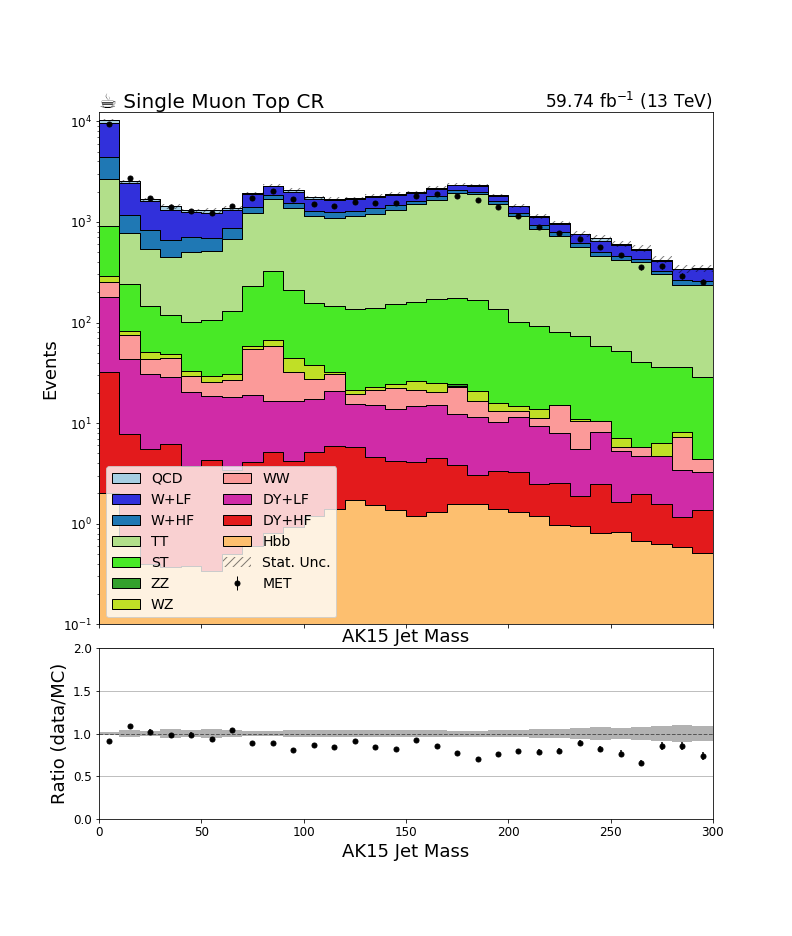 ☕ Single Muon Top CR 59.74 fb⁻¹ (13 TeV)
10⁴
10³
10²
10¹
10⁰
10⁻¹
Events
QCD WW
W+LF DY+LF
W+HF DY+HF
TT Hbb
ST Stat. Unc.
ZZ MET
WZ
AK15 Jet Mass
2.0
1.5
1.0
0.5
0.0
Ratio (data/MC)
0 50 100 150 200 250 300
AK15 Jet Mass